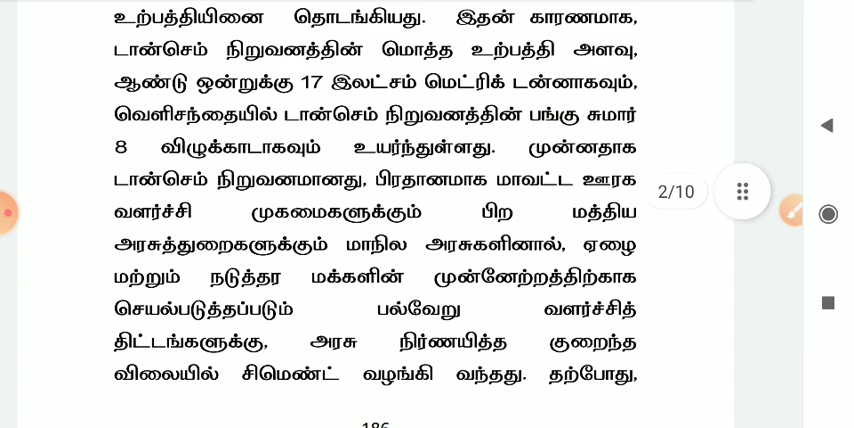 உற்பத்தியினை தொடங்கியது. இதன் காரணமாக,
டான்செம் நிறுவனத்தின் மொத்த உற்பத்தி அளவு,
ஆண்டு ஒன்றுக்கு 17 இலட்சம் மெட்ரிக் டன்னாகவும்,
வெளிசந்தையில் டான்செம் நிறுவனத்தின் பங்கு சுமார்
8 விழுக்காடாகவும் உயர்ந்துள்ளது. முன்னதாக
டான்செம் நிறுவனமானது, பிரதானமாக மாவட்ட ஊரக
வளர்ச்சி முகமைகளுக்கும் பிற மத்திய
அரசுத்துறைகளுக்கும் மாநில அரசுகளினால், ஏழை
மற்றும் நடுத்தர மக்களின் முன்னேற்றத்திற்காக
செயல்படுத்தப்படும் பல்வேறு வளர்ச்சித்
திட்டங்களுக்கு, அரசு நிர்ணயித்த குறைந்த
விலையில் சிமெண்ட் வழங்கி வந்தது. தற்போது,
186
2/10